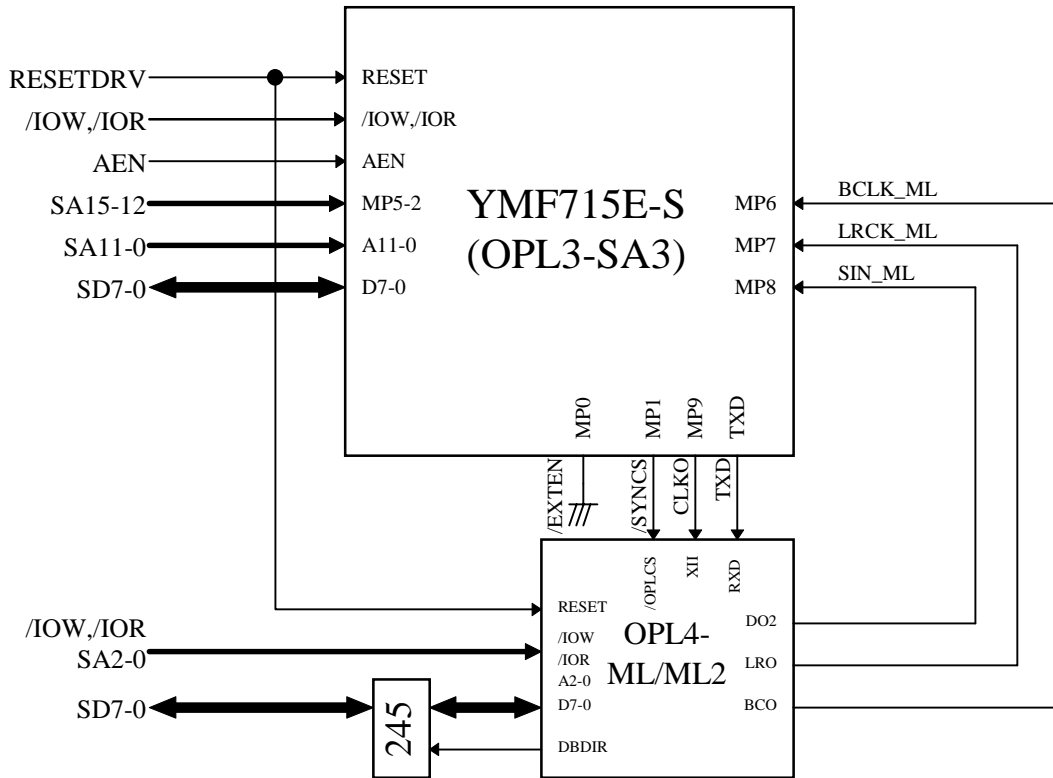 RESETDRV
RESET
/IOW,/IOR
/IOW,/IOR
AEN
AEN
SA15-12
MP5-2
SA11-0
A11-0
SD7-0
D7-0
YMF715E-S
(OPL3-SA3)
MP6
BCLK_ML
MP7
LRCK_ML
MP8
SIN_ML
MP0
MP1
MP9
TXD
/EXTEN
/SYNCS
CLKO
TXD
/OPLCS
XII
RXD
RESET
/IOW,/IOR
SA2-0
/IOW
/IOR
A2-0
OPL4-
ML/ML2
DO2
LRO
BCO
SD7-0
245
D7-0
DBDIR